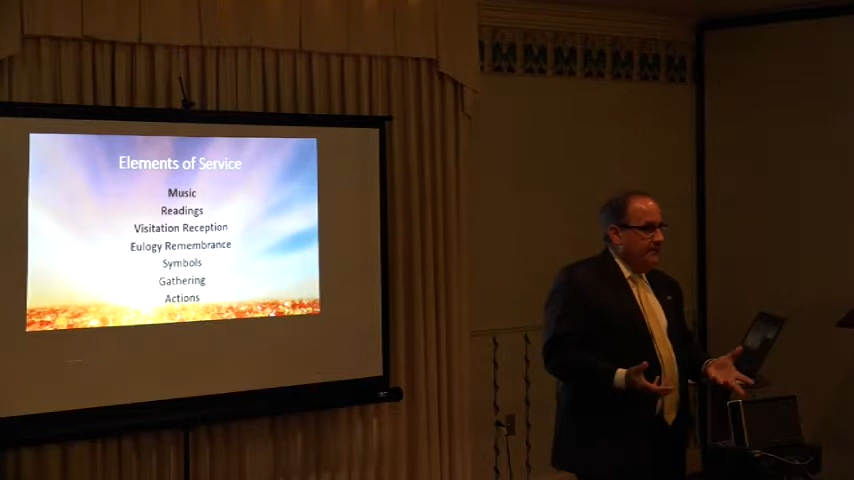 Elements of Service
Music
Readings
Visitation Reception
Eulogy Remembrance
Symbols
Gathering
Actions